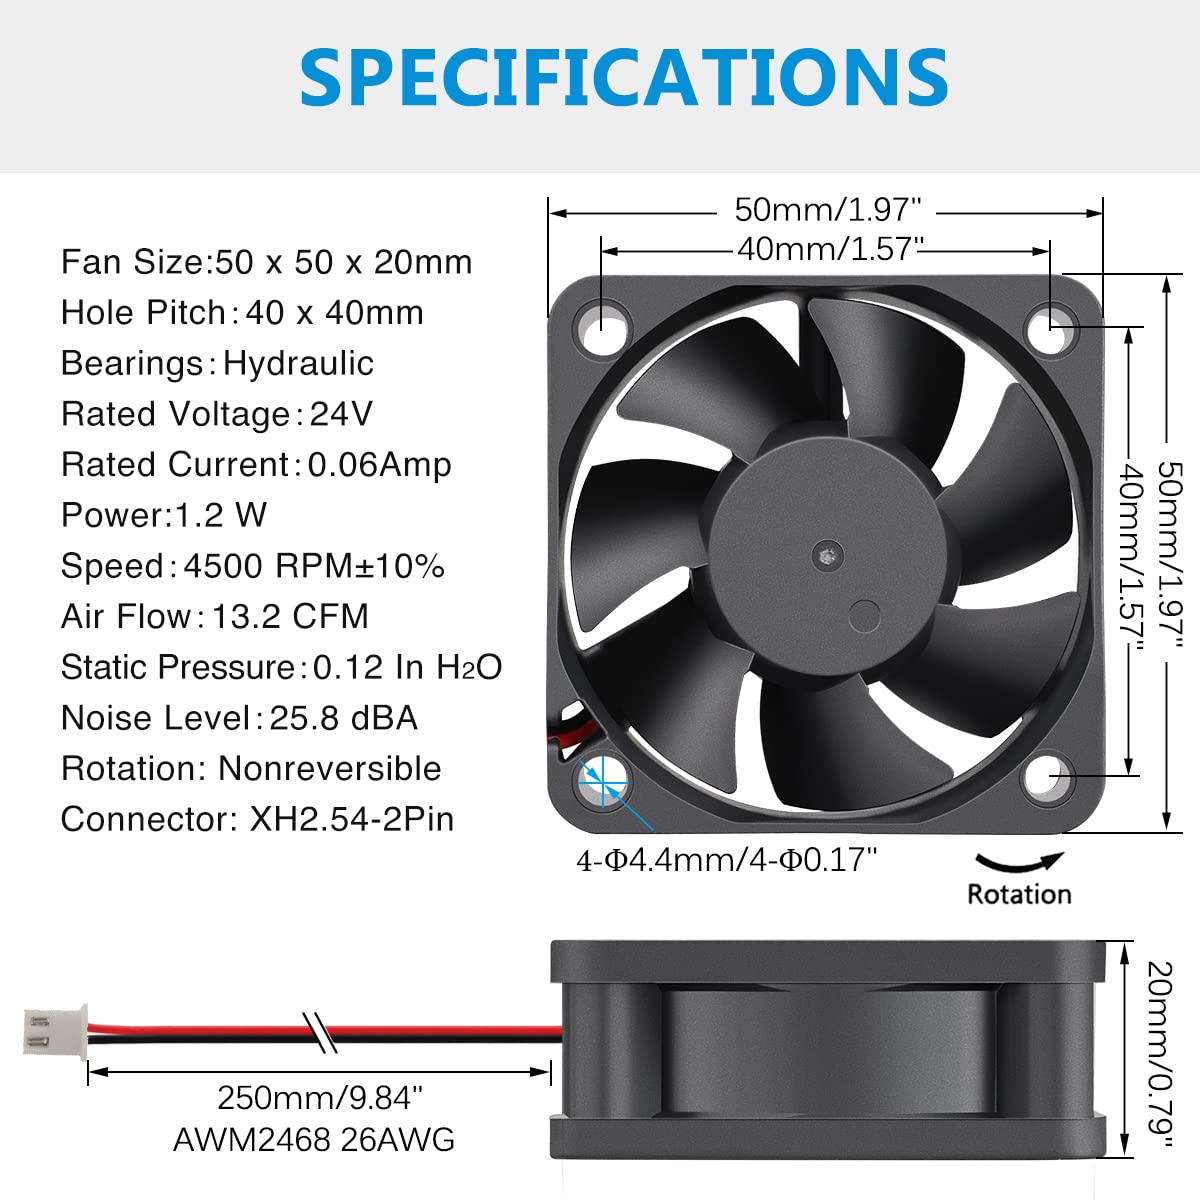 SPECIFICATIONS
Fan Size:50 x 50 x 20mm
Hole Pitch:40 x 40mm
Bearings:Hydraulic
Rated Voltage:24V
Rated Current:0.06Amp
Power:1.2 W
Speed:4500 RPM±10%
Air Flow:13.2 CFM
Static Pressure:0.12 In H2O
Noise Level:25.8 dBA
Rotation: Nonreversible
Connector: XH2.54-2Pin
50mm/1.97"
40mm/1.57"
40mm/1.57"
50mm/1.97"
4-Φ4.4mm/4-Φ0.17"
Rotation
250mm/9.84"
AWM2468 26AWG
20mm/0.79"